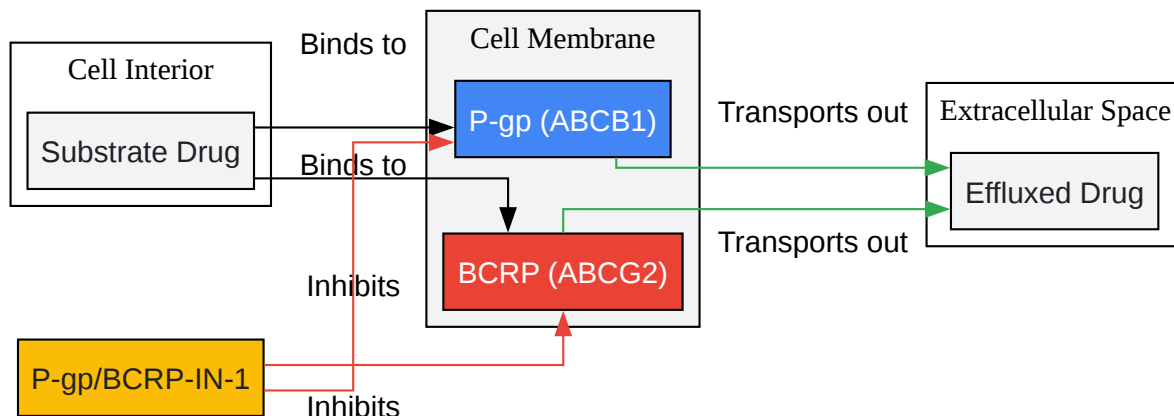 Cell Interior
Substrate Drug
Binds to
Binds to
Cell Membrane
P-gp (ABCB1)
BCRP (ABCG2)
Transports out
Transports out
Extracellular Space
Effluxed Drug
Inhibits
P-gp/BCRP-IN-1
Inhibits